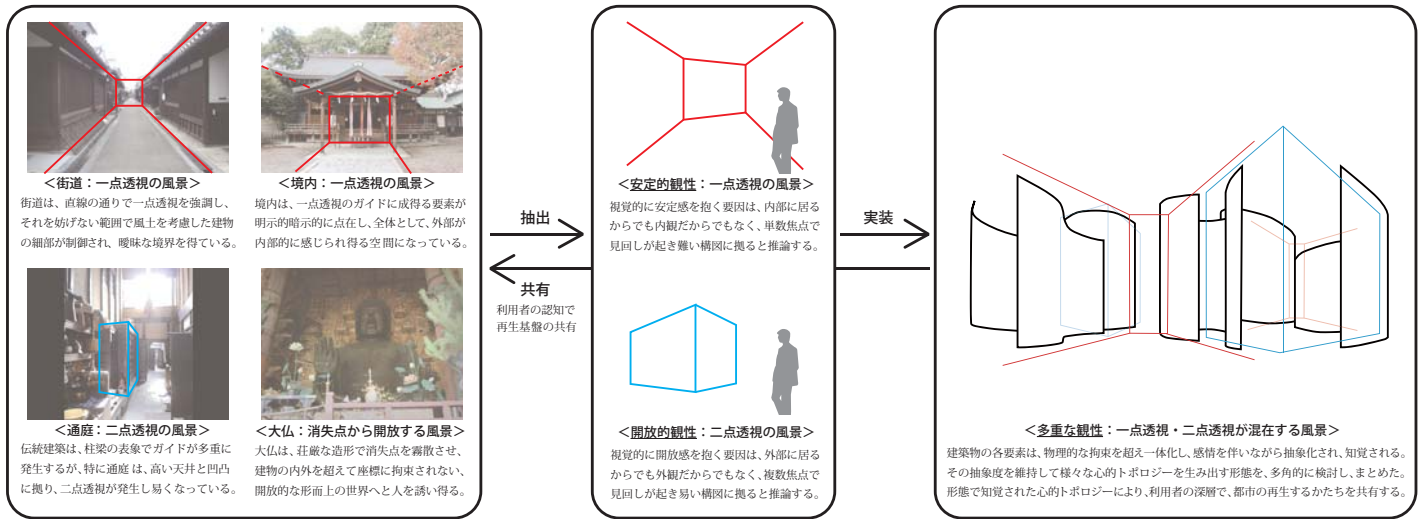 ＜街道：一点透視の風景＞
街道は、直線の通りで一点透視を強調し、
それを妨げない範囲で風土を考慮した建物
の細部が制御され、曖昧な境界を得ている。
＜境内：一点透視の風景＞
境内は、一点透視のガイドに成得る要素が
明示的暗示的に点在し、全体として、外部が
内部的に感じられ得る空間になっている。
＜通庭：二点透視の風景＞
伝統建築は、柱梁の表象でガイドが多重に
発生するが、特に通庭は、高い天井と凹凸
に拠り、二点透視が発生し易くなっている。
＜大仏：消失点から開放する風景＞
大仏は、荘厳な造形で消失点を霧散させ、
建物の内外を超えて座標に拘束されない、
開放的な形而上の世界へと人を誘い得る。
抽出
共有
利用者の認知で
再生基盤の共有
＜安定的観性：一点透視の風景＞
視覚的に安定感を抱く要因は、内部に居る
からでも内観だからでもなく、単数焦点で
見回しが起き難い構図に拠ると推論する。
＜開放的観性：二点透視の風景＞
視覚的に開放感を抱く要因は、外部に居る
からでも外観だからでもなく、複数焦点で
見回しが起き易い構図に拠ると推論する。
実装
＜多重な観性：一点透視・二点透視が混在する風景＞
建築物の各要素は、物理的な拘束を超え一体化し、感情を伴いながら抽象化され、知覚される。
その抽象度を維持して様々な心的トポロジーを生み出す形態を、多角的に検討し、まとめた。
形態で知覚された心的トポロジーにより、利用者の深層で、都市の再生するかたちを共有する。